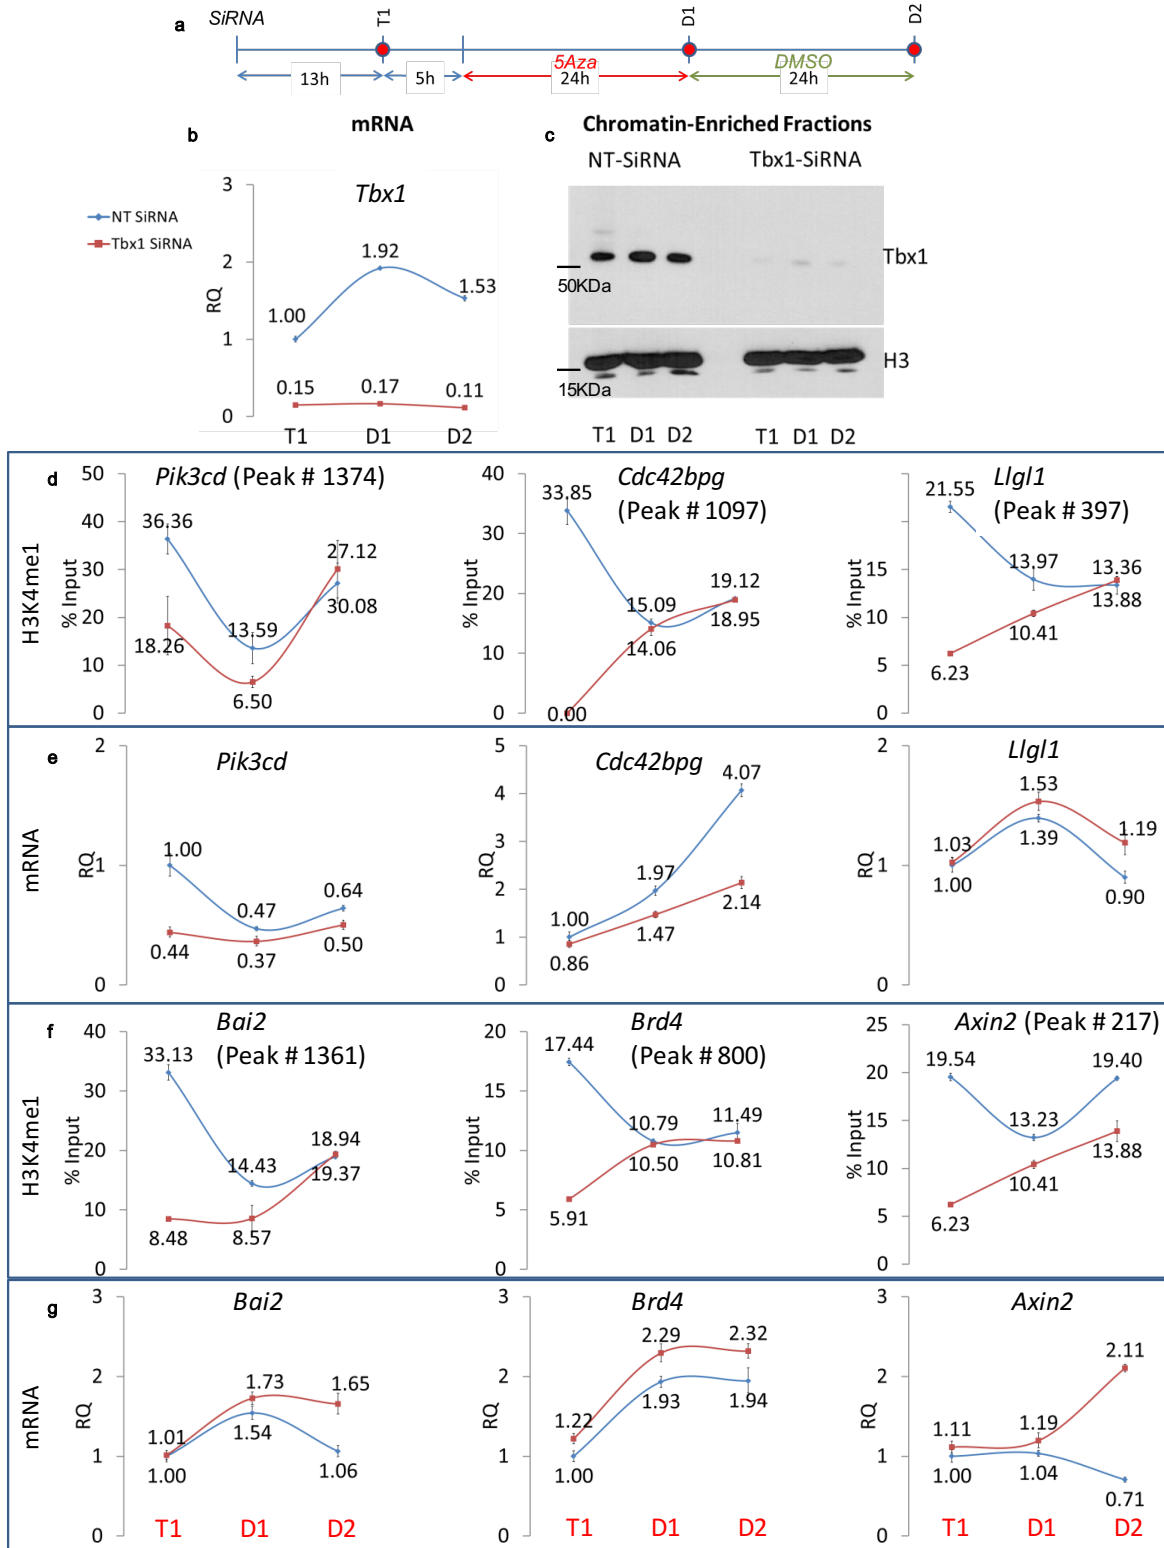 a
SiRNA
T1
D1
D2
5Aza
DMSO
13h
5h
24h
24h
b
mRNA
c
Chromatin-Enriched Fractions
NT-SiRNA
Tbx1-SiRNA
NT SiRNA
Tbx1 SiRNA
Tbx1
RQ
3
2
1
0
1.00
1.92
1.53
0.15
0.17
0.11
T1
D1
D2
Tbx1
50KDa
H3
15KDa
T1 D1 D2
T1 D1 D2
d
H3K4me1
Pik3cd (Peak # 1374)
% Input
50
40
30
20
10
0
36.36
13.59
27.12
18.26
6.50
30.08
Cdc42bpg
(Peak # 1097)
% Input
40
30
20
10
0
33.85
15.09
19.12
0.00
14.06
18.95
Llgl1
(Peak # 397)
% Input
15
10
5
0
21.55
13.97
13.36
6.23
10.41
13.88
e
mRNA
Pik3cd
RQ
2
1
0
1.00
0.47
0.64
0.44
0.37
0.50
Cdc42bpg
RQ
5
4
3
2
1
0
1.00
1.97
4.07
0.86
1.47
2.14
Llgl1
RQ
2
1
0
1.03
1.53
1.19
1.00
1.39
0.90
f
H3K4me1
Bai2
(Peak # 1361)
% Input
40
30
20
10
0
33.13
14.43
18.94
8.48
8.57
19.37
Brd4
(Peak # 800)
% Input
20
15
10
5
0
17.44
10.79
11.49
5.91
10.50
10.81
Axin2 (Peak # 217)
% Input
25
20
15
10
5
0
19.54
13.23
19.40
6.23
10.41
13.88
g
mRNA
Bai2
RQ
3
2
1
0
1.01
1.73
1.65
1.00
1.54
1.06
T1
D1
D2
Brd4
RQ
3
2
1
0
1.22
2.29
2.32
1.00
1.93
1.94
T1
D1
D2
Axin2
RQ
3
2
1
0
1.11
1.19
2.11
1.00
1.04
0.71
T1
D1
D2